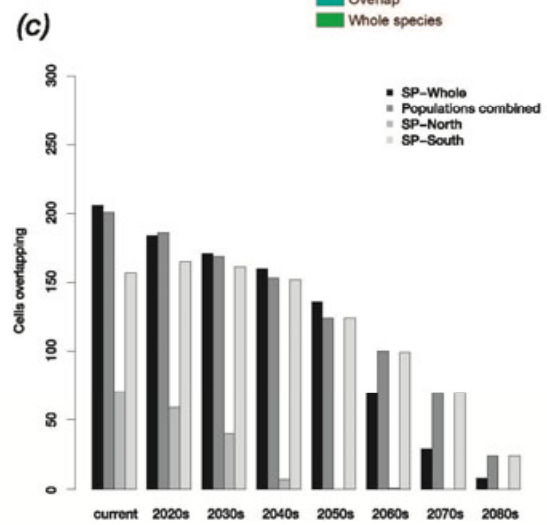 Overlap
Whole species
(c)
SP–Whole
Populations combined
SP–North
SP–South
Cells overlapping
300
250
200
150
100
50
0
current 2020s 2030s 2040s 2050s 2060s 2070s 2080s